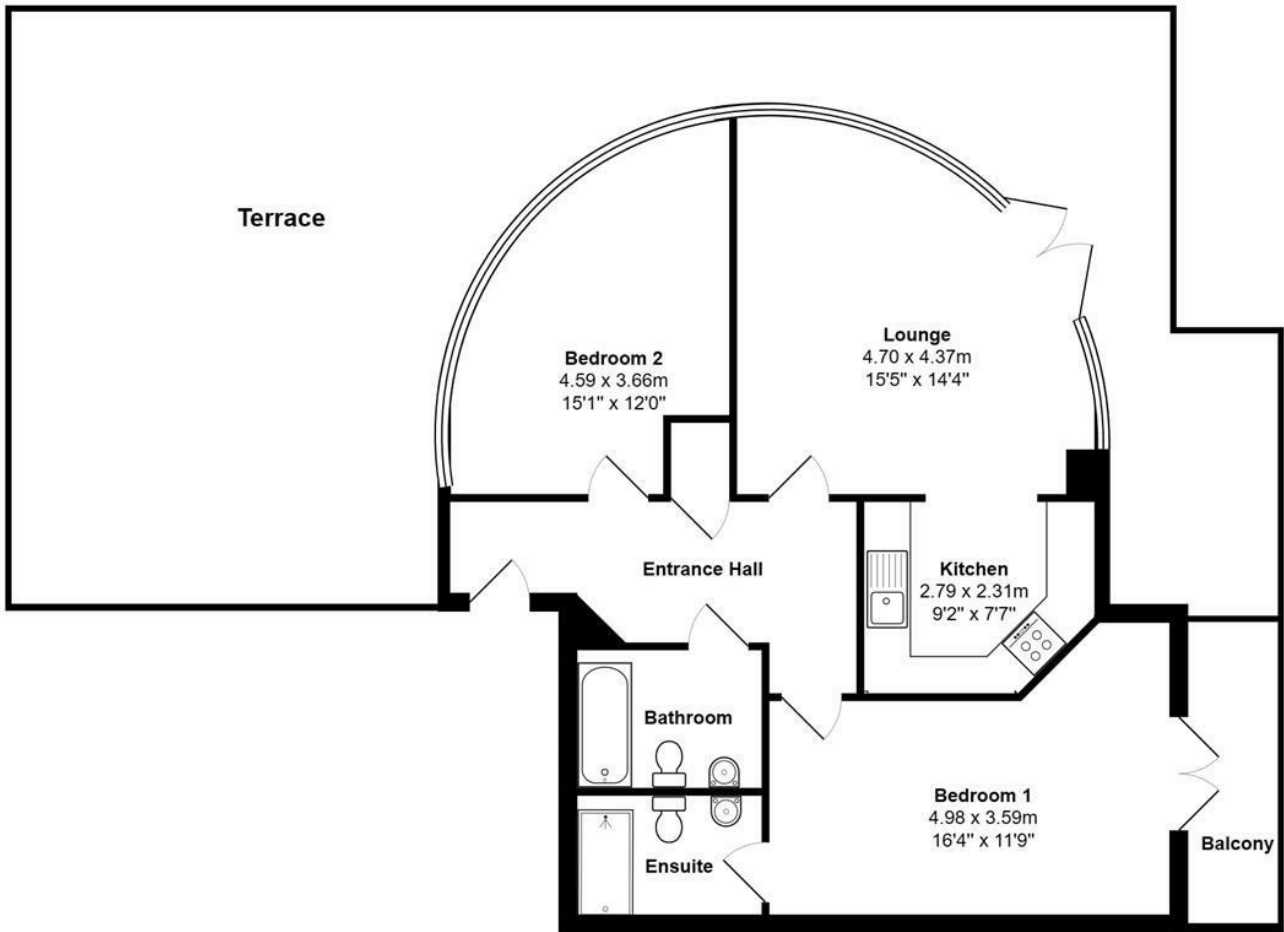 Terrace
Bedroom 2
4.59 x 3.66m
15'1" x 12'0"
Lounge
4.70 x 4.37m
15'5" x 14'4"
Entrance Hall
Kitchen
2.79 x 2.31m
9'2" x 7'7"
Bathroom
Ensuite
Bedroom 1
4.98 x 3.59m
16'4" x 11'9"
Balcony